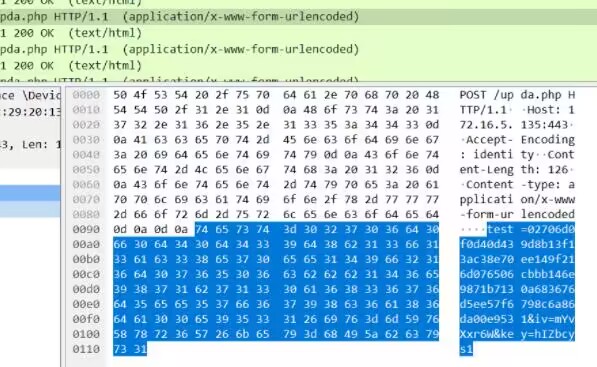 1 200 OK (text/html)
pda.php HTTP/1.1 (application/x-www-form-urlencoded)
1 200 OK (text/html)
pda.php HTTP/1.1 (application/x-www-form-urlencoded)
1 200 OK (text/html)
pda.php HTTP/1.1 (application/x-www-form-urlencoded)
ace \Devic
:29:20:13
43, Len: 1
0000 50 4f 53 54 20 2f 75 70 64 61 2e 70 68 70 20 48 POST /up da.php H
0010 54 54 50 2f 31 2e 31 0d 0a 48 6f 73 74 3a 20 31 TTP/1.1· ·Host: 1
0020 37 32 2e 31 36 2e 35 2e 31 33 35 3a 34 34 33 0d 72.16.5. 135:443·
0030 0a 41 63 63 65 70 74 2d 45 6e 63 6f 64 69 6e 67 ·Accept- Encoding
0040 3a 20 69 64 65 6e 74 69 74 79 0d 0a 43 6f 6e 74 : identi ty··Cont
0050 65 6e 74 2d 4c 65 6e 67 74 68 3a 20 31 32 36 0d ent-Leng th: 126·
0060 0a 43 6f 6e 74 65 6e 74 2d 74 79 70 65 3a 20 61 ·Content -type: a
0070 70 70 6c 69 63 61 74 69 6f 6e 2f 78 2d 77 77 77 pplicati on/x-www
0080 2d 66 6f 72 6d 2d 75 72 6c 65 6e 63 6f 64 65 64 -form-ur lencoded
0090 0d 0a 0d 0a 74 65 73 74 3d 30 32 37 30 36 64 30 ····test =02706d0
00a0 66 30 64 34 30 64 34 33 39 64 38 62 31 33 66 31 f0d40d43 9d8b13f1
00b0 33 61 63 33 38 65 37 30 65 65 31 34 39 66 32 31 3ac38e70 ee149f21
00c0 36 64 30 37 36 35 30 36 63 62 62 62 31 34 36 65 6d076506 cbbb146e
00d0 39 38 37 31 62 37 31 33 30 61 36 38 33 36 37 36 9871b713 0a683676
00e0 64 35 65 65 35 37 66 36 37 39 38 63 36 61 38 36 d5ee57f6 798c6a86
00f0 64 61 30 30 65 39 35 33 31 26 69 76 3d 6d 59 76 da00e953 1&iv=mYv
0100 58 78 72 36 57 26 6b 65 79 3d 68 49 5a 62 63 79 Xxr6W&ke y=hIZbcy
0110 73 31 s1